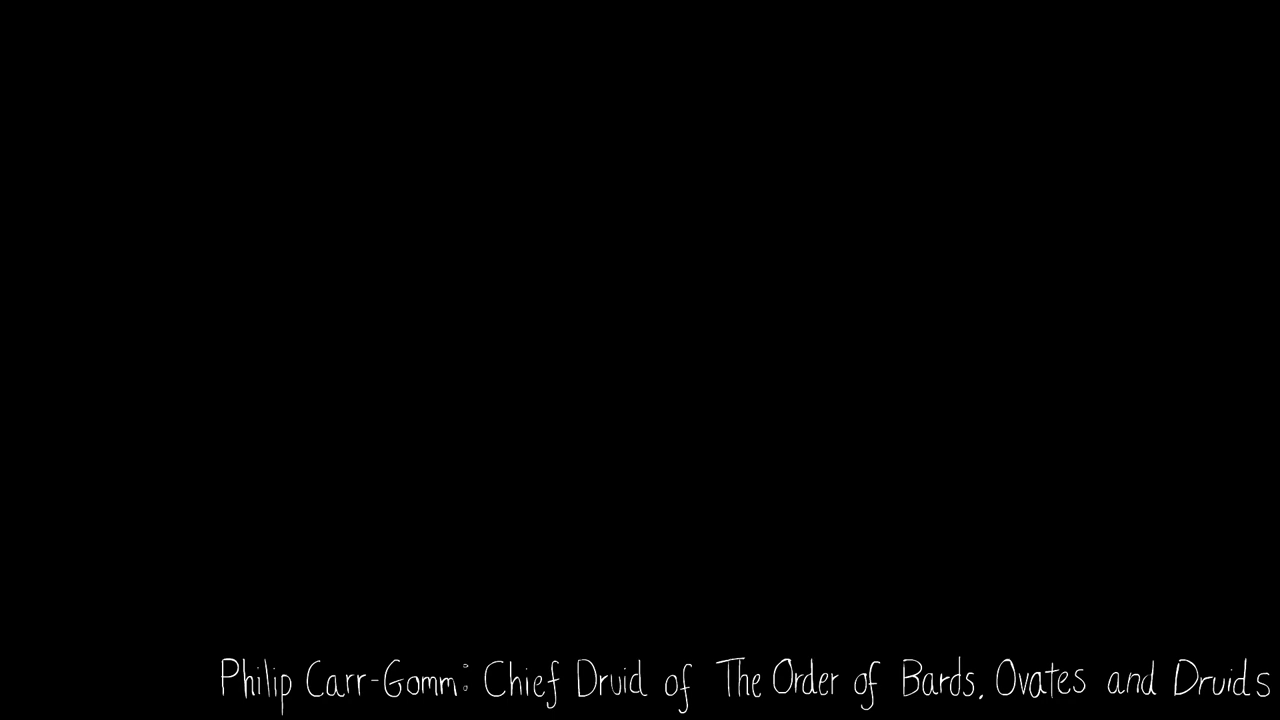 Philip Carr-Gomm: Chief Druid of The Order of Bards, Ovates and Druids